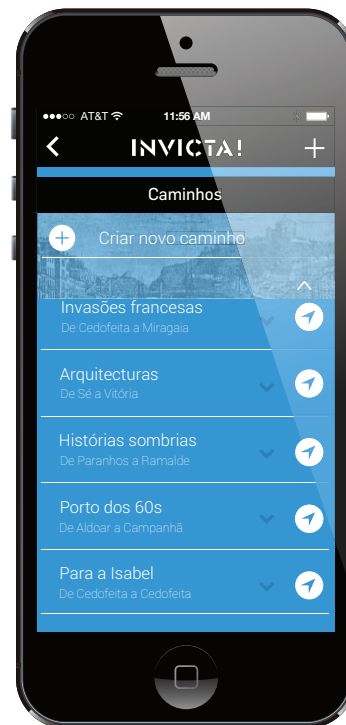 AT&T 11:56 AM
INVICTA!
Caminhos
Criar novo caminho
Invasões francesas
De Cedofeita a Miragaia
Arquitecturas
De Sé a Vitória
Histórias sombrias
De Paranhos a Ramalde
Porto dos 60s
De Aldoar a Campanhã
Para a Isabel
De Cedofeita a Cedofeita